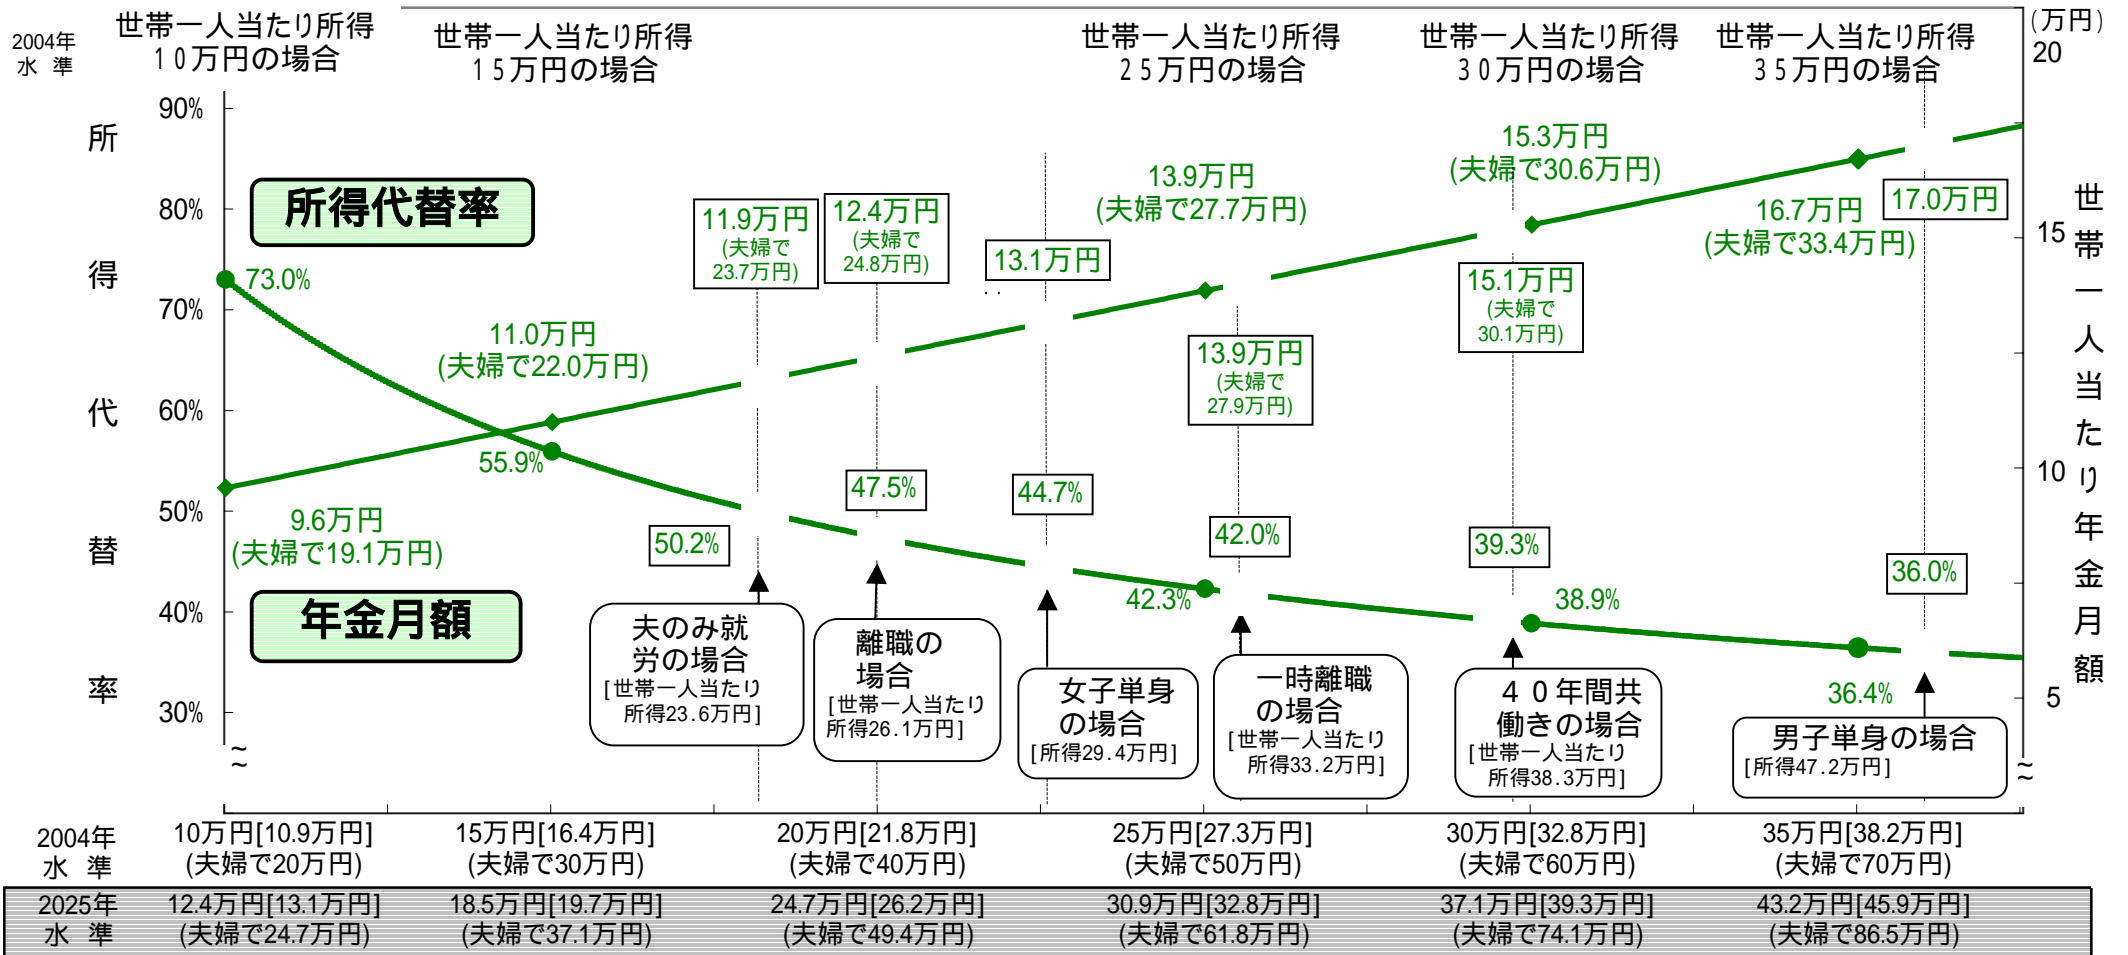 世帯一人当たり所得
10万円の場合
世帯一人当たり所得
15万円の場合
世帯一人当たり所得
25万円の場合
世帯一人当たり所得
30万円の場合
世帯一人当たり所得
35万円の場合
(万円)
2004年
水 準
20
15
10
5
90%
80%
70%
60%
50%
40%
30%
所得代替率
世帯一人当たり年金月額
所得代替率
年金月額
73.0%
55.9%
42.3%
38.9%
36.4%
9.6万円
(夫婦で19.1万円)
11.0万円
(夫婦で22.0万円)
13.9万円
(夫婦で27.7万円)
15.3万円
(夫婦で30.6万円)
16.7万円
(夫婦で33.4万円)
11.9万円
(夫婦で
23.7万円)
12.4万円
(夫婦で
24.8万円)
13.1万円
13.9万円
(夫婦で
27.9万円)
15.1万円
(夫婦で
30.1万円)
17.0万円
50.2%
47.5%
44.7%
42.0%
39.3%
36.0%
夫のみ就
労の場合
[世帯一人当たり
所得23.6万円]
離職の
場合
[世帯一人当たり
所得26.1万円]
女子単身
の場合
[所得29.4万円]
一時離職
の場合
[世帯一人当たり
所得33.2万円]
40年間共
働きの場合
[世帯一人当たり
所得38.3万円]
男子単身の場合
[所得47.2万円]
2004年
水 準
10万円[10.9万円]
(夫婦で20万円)
15万円[16.4万円]
(夫婦で30万円)
20万円[21.8万円]
(夫婦で40万円)
25万円[27.3万円]
(夫婦で50万円)
30万円[32.8万円]
(夫婦で60万円)
35万円[38.2万円]
(夫婦で70万円)
2025年
水 準
12.4万円[13.1万円]
(夫婦で24.7万円)
18.5万円[19.7万円]
(夫婦で37.1万円)
24.7万円[26.2万円]
(夫婦で49.4万円)
30.9万円[32.8万円]
(夫婦で61.8万円)
37.1万円[39.3万円]
(夫婦で74.1万円)
43.2万円[45.9万円]
(夫婦で86.5万円)